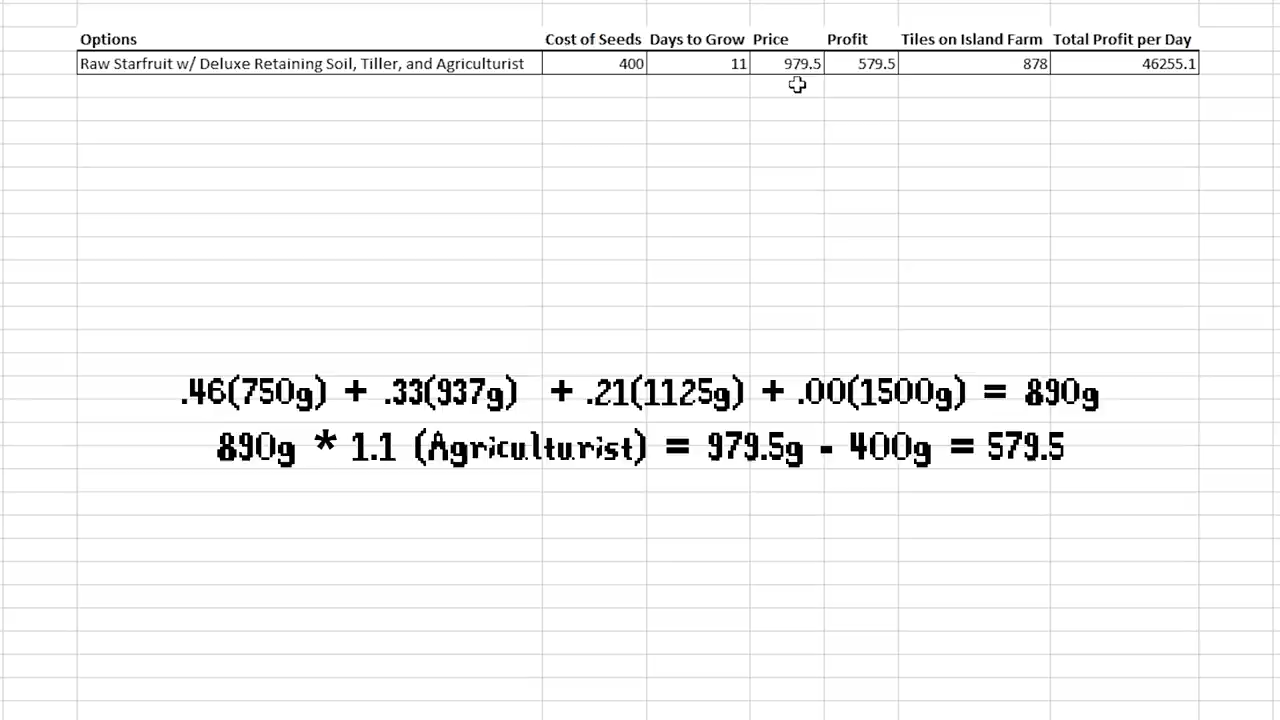 Options Cost of Seeds Days to Grow Price Profit Tiles on Island Farm Total Profit per Day
Raw Starfruit w/ Deluxe Retaining Soil, Tiller, and Agriculturist 400 11 979.5 579.5 878 46255.1
.46(750g) + .33(937g) + .21(1125g) + .00(1500g) = 890g
890g * 1.1 (Agriculturist) = 979.5g - 400g = 579.5